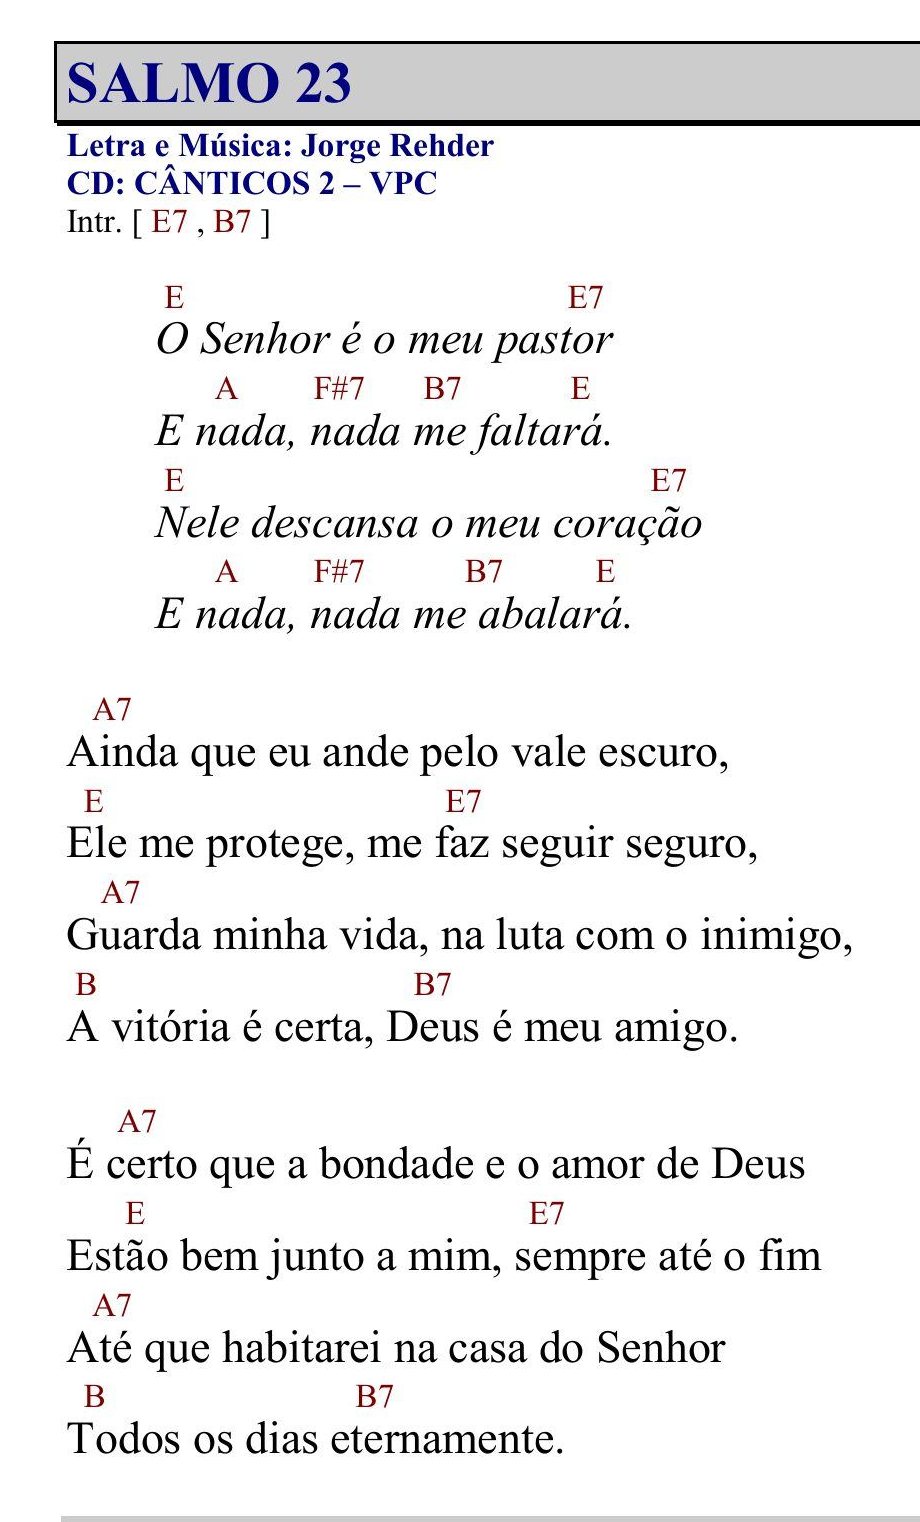 SALMO 23
Letra e Música: Jorge Rehder
CD: CÂNTICOS 2 – VPC
Intr. [ E7 , B7 ]
E E7
O Senhor é o meu pastor
A F#7 B7 E
E nada, nada me faltará.
E E7
Nele descansa o meu coração
A F#7 B7 E
E nada, nada me abalará.
A7
Ainda que eu ande pelo vale escuro,
E E7
Ele me protege, me faz seguir seguro,
A7
Guarda minha vida, na luta com o inimigo,
B B7
A vitória é certa, Deus é meu amigo.
A7
É certo que a bondade e o amor de Deus
E E7
Estão bem junto a mim, sempre até o fim
A7
Até que habitarei na casa do Senhor
B B7
Todos os dias eternamente.